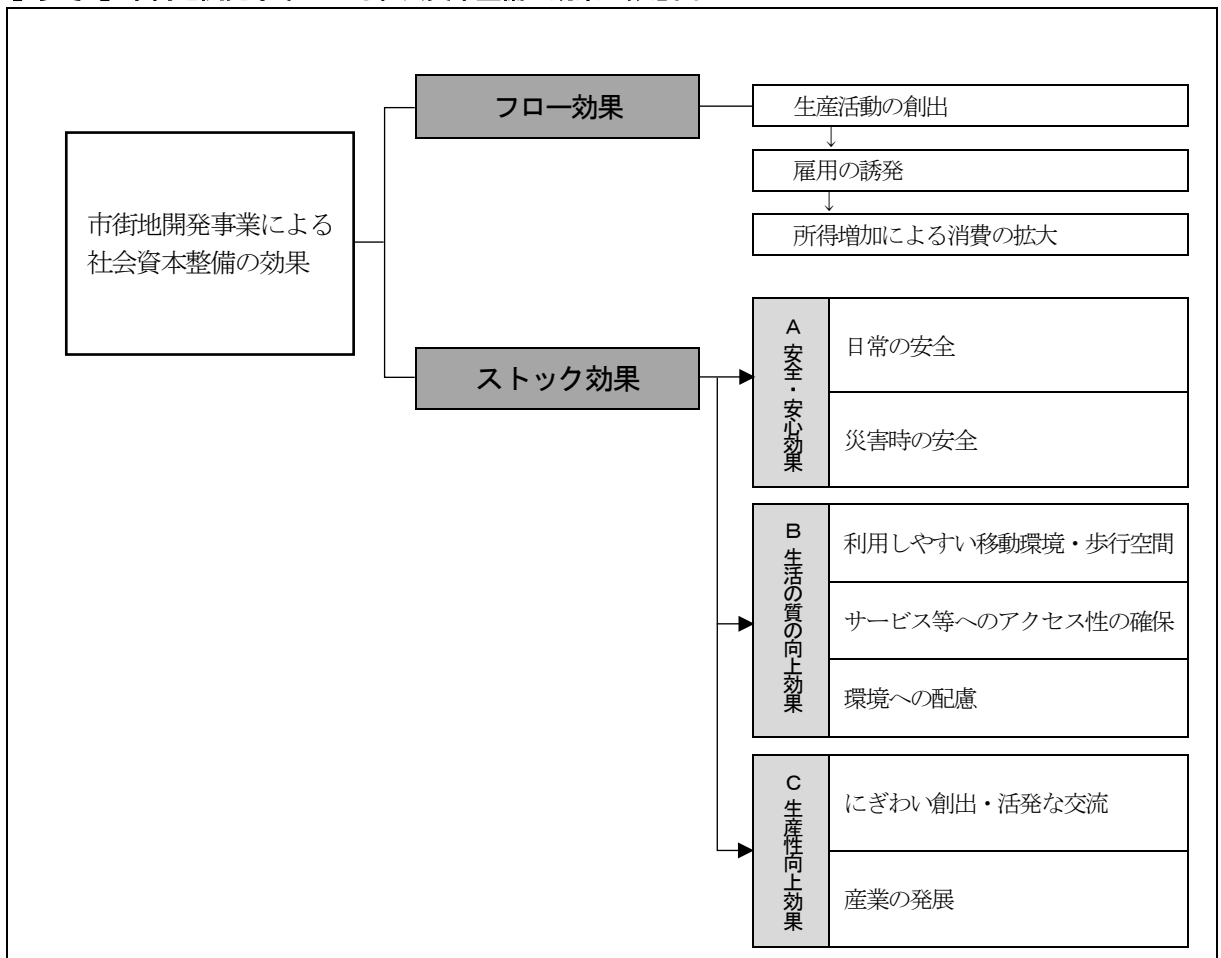 フロー効果
生産活動の創出
↓
雇用の誘発
↓
所得増加による消費の拡大
市街地開発事業による
社会資本整備の効果
ストック効果
A 安全・安心効果
日常の安全
災害時の安全
B 生活の質の向上効果
利用しやすい移動環境・歩行空間
サービス等へのアクセス性の確保
環境への配慮
C 生産性向上効果
にぎわい創出・活発な交流
産業の発展